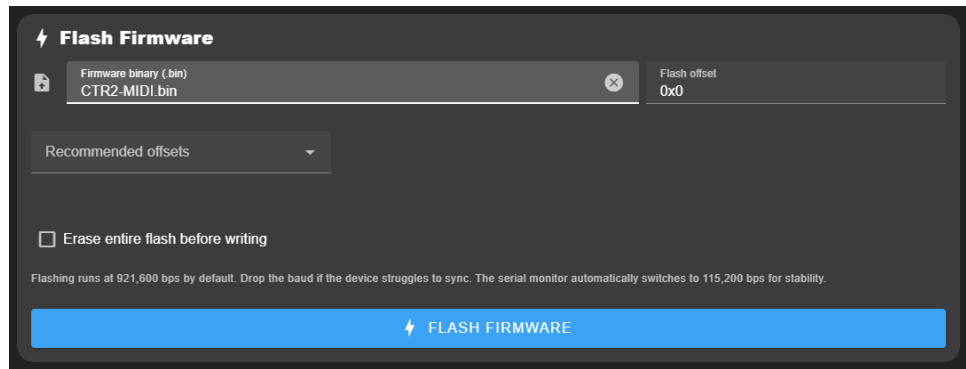 Flash Firmware
Firmware binary (.bin)
CTR2-MIDI.bin
Flash offset
0x0
Recommended offsets
Erase entire flash before writing
Flashing runs at 921,600 bps by default. Drop the baud if the device struggles to sync. The serial monitor automatically switches to 115,200 bps for stability.
FLASH FIRMWARE